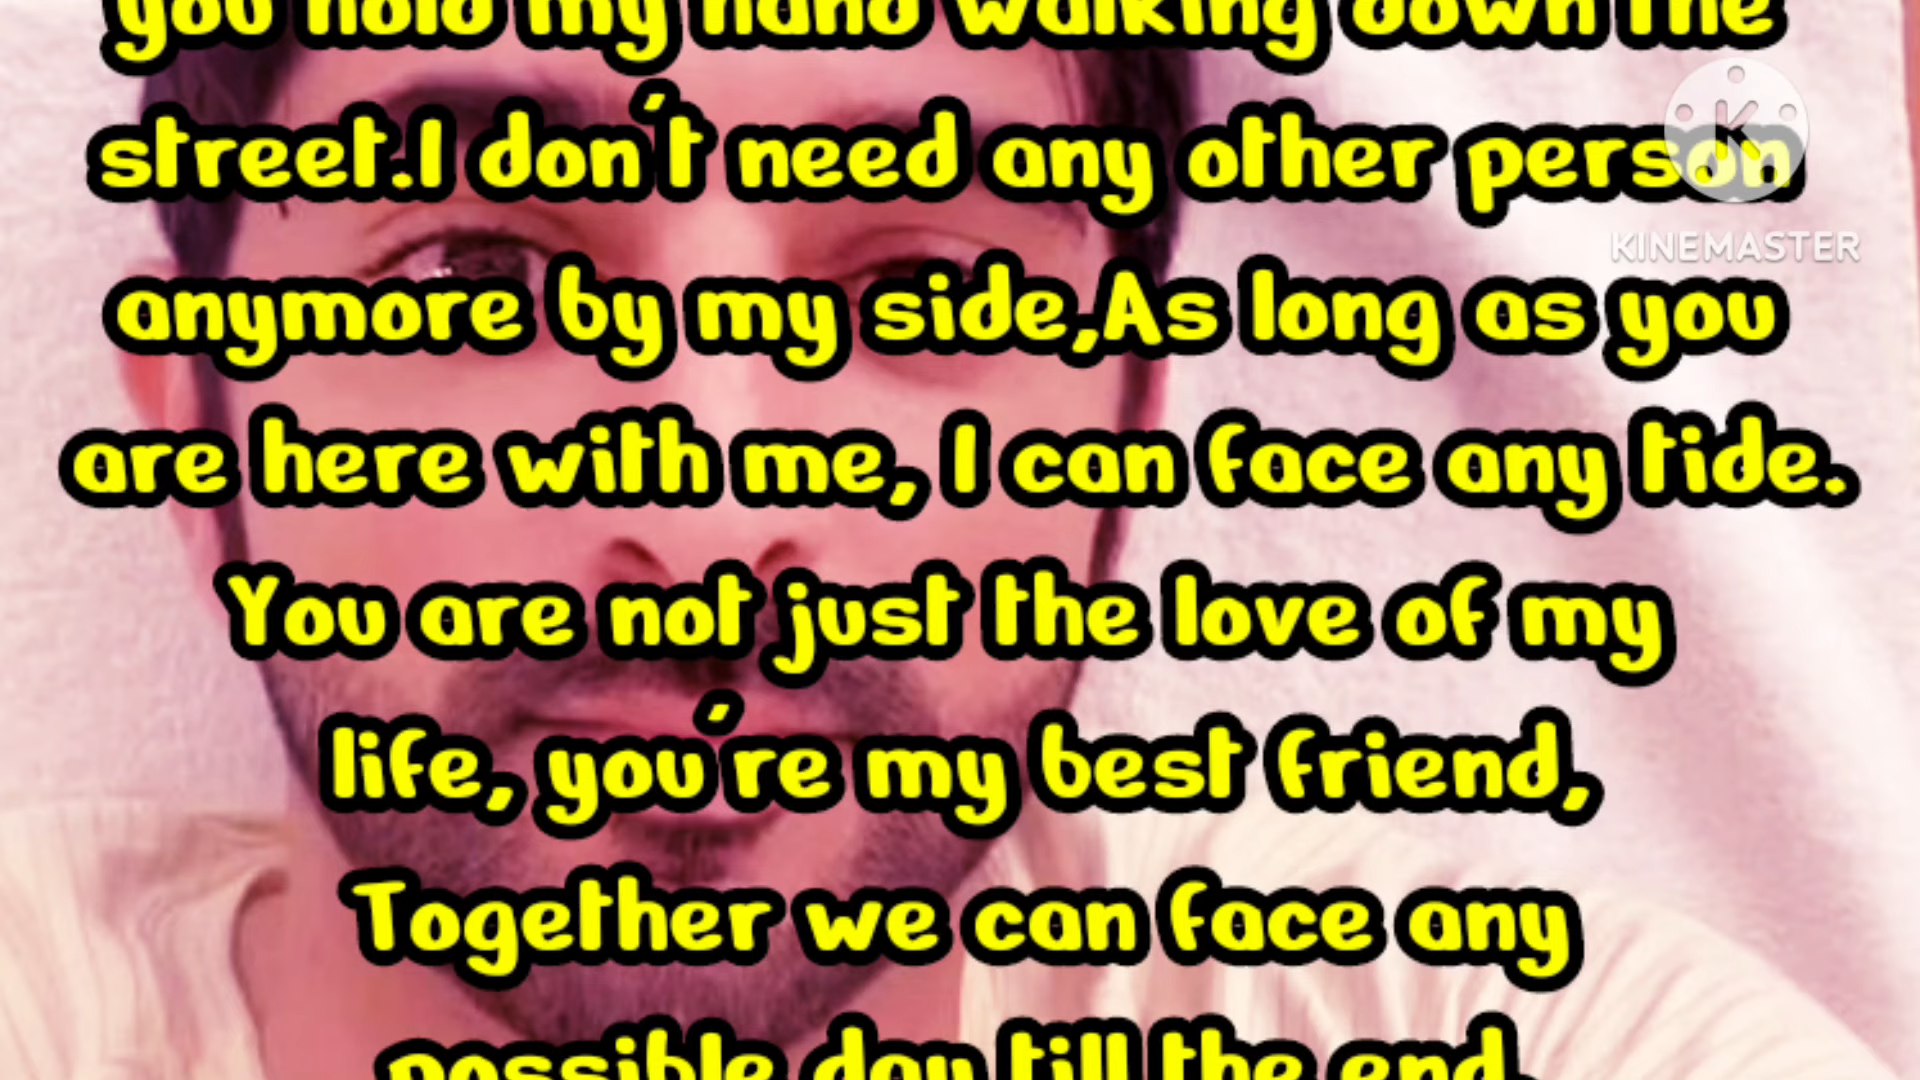 you hold my hand walking down the
street.I don't need any other person
KINEMASTER
anymore by my side,As long as you
are here with me, I can face any tide.
You are not just the love of my
life, you're my best friend,
Together we can face any
possible day till the end.